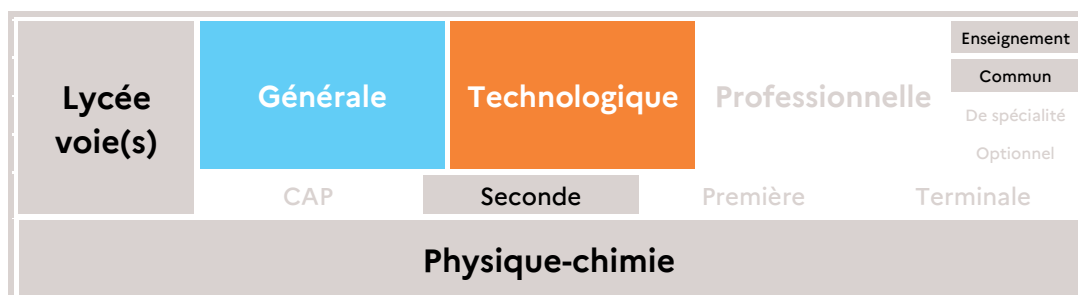 Lycée
voie(s)
Générale
Technologique
Professionnelle
Enseignement
Commun
De spécialité
Optionnel
CAP
Seconde
Première
Terminale
Physique-chimie